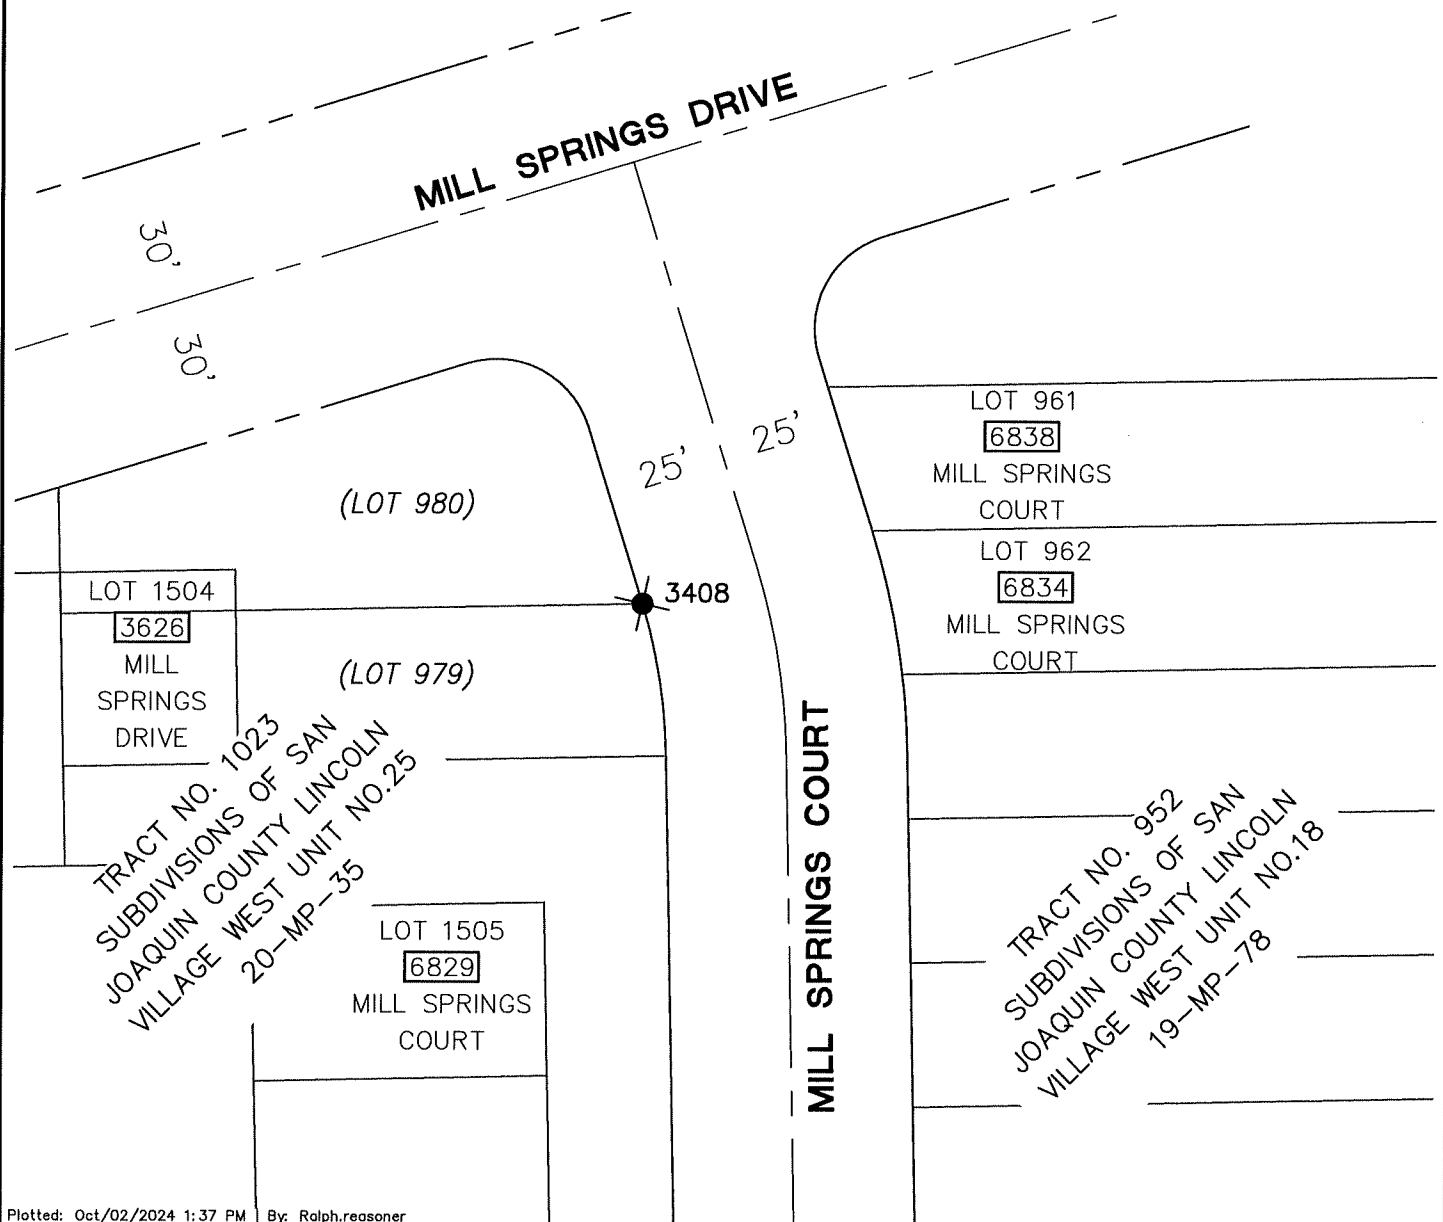 MILL SPRINGS DRIVE
30'
30'
25'
25'
LOT 961
6838
MILL SPRINGS
COURT
(LOT 980)
LOT 962
6834
MILL SPRINGS
COURT
3408
LOT 1504
3626
MILL
SPRINGS
DRIVE
(LOT 979)
TRACT NO. 1023
SUBDIVISIONS OF SAN
JOAQUIN COUNTY LINCOLN
VILLAGE WEST UNIT NO.25
20-MP-35
MILL SPRINGS COURT
TRACT NO. 952
SUBDIVISIONS OF SAN
JOAQUIN COUNTY LINCOLN
VILLAGE WEST UNIT NO.18
19-MP-78
LOT 1505
6829
MILL SPRINGS
COURT
Plotted: Oct/02/2024 1:37 PM By: Ralph.reasoner